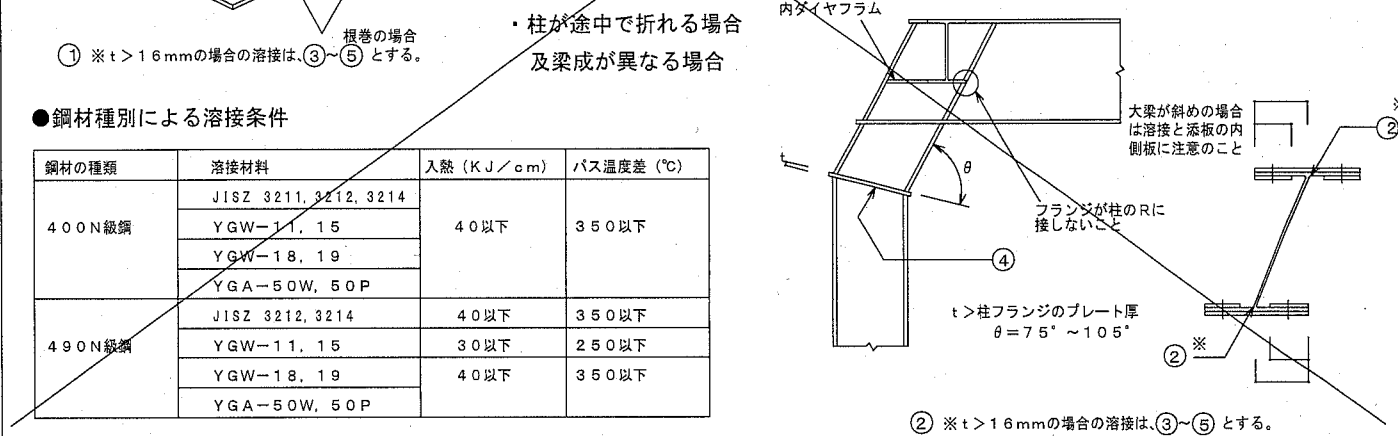 根巻の場合
① ※t>16mmの場合の溶接は、③~⑤ とする。
・柱が途中で折れる場合
及梁成が異なる場合
●鋼材種別による溶接条件
鋼材の種類 溶接材料 入熱(KJ/cm) パス温度差(℃)
400N級鋼 JISZ 3211, 3212, 3214 40以下 350以下
YGW-11, 15
YGW-18, 19
YGA-50W, 50P
490N級鋼 JISZ 3212, 3214 40以下 350以下
YGW-11, 15 30以下 250以下
YGW-18, 19 40以下 350以下
YGA-50W, 50P
内ダイヤフラム
t
θ
フランジが柱のRに
接しないこと
④
t>柱フランジのプレート厚
θ=75°~105°
大梁が斜めの場合
は溶接と添板の内
側板に注意のこと
※
②
② ※
② ※t>16mmの場合の溶接は、③~⑤ とする。